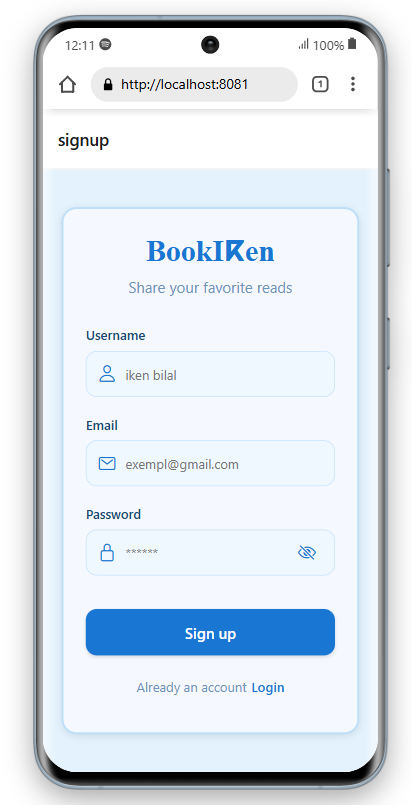 12:11 100%
http://localhost:8081 1
signup
BookIKen
Share your favorite reads
Username
iken bilal
Email
exempl@gmail.com
Password
******
Sign up
Already an account Login